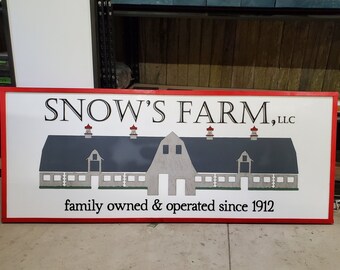 SNOW'S FARM, LLC
family owned & operated since 1912